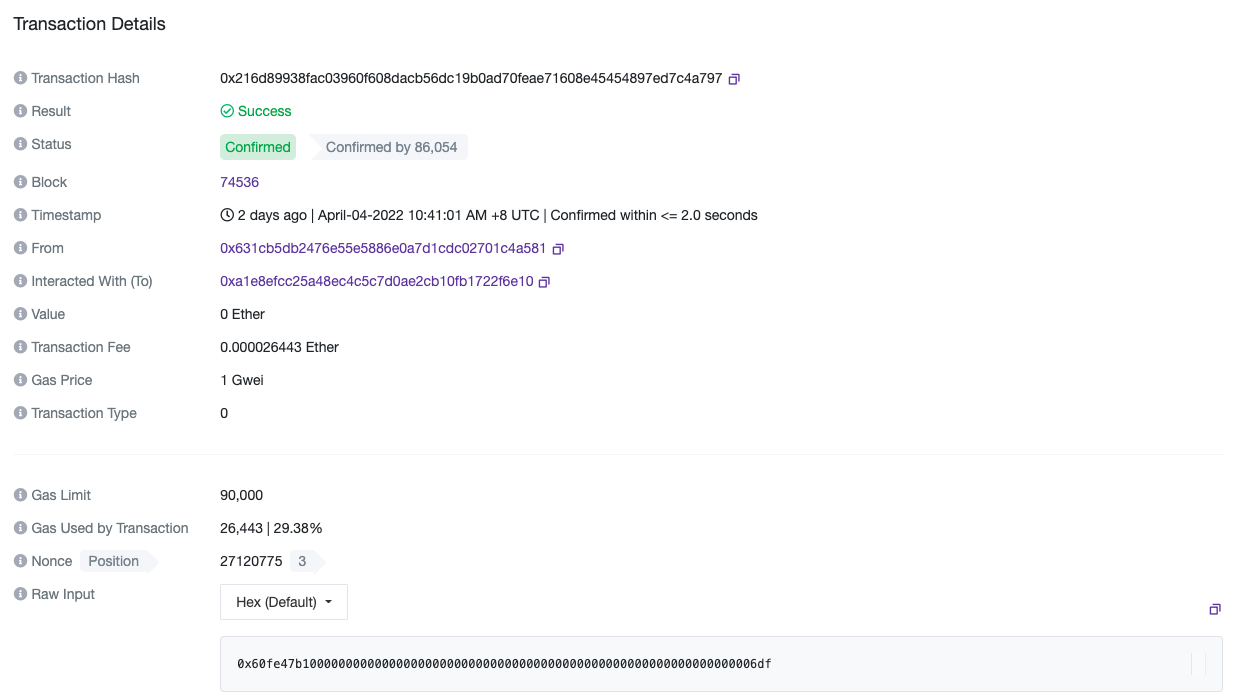 Transaction Details
Transaction Hash 0x216d89938fac03960f608dacb56dc19b0ad70feae71608e45454897ed7c4a797
Result Success
Status Confirmed Confirmed by 86,054
Block 74536
Timestamp 2 days ago | April-04-2022 10:41:01 AM +8 UTC | Confirmed within <= 2.0 seconds
From 0x631cb5db2476e55e5886e0a7d1cdc02701c4a581
Interacted With (To) 0xa1e8efcc25a48ec4c5c7d0ae2cb10fb1722f6e10
Value 0 Ether
Transaction Fee 0.000026443 Ether
Gas Price 1 Gwei
Transaction Type 0
Gas Limit 90,000
Gas Used by Transaction 26,443 | 29.38%
Nonce Position 27120775 3
Raw Input Hex (Default)
0x60fe47b100000000000000000000000000000000000000000000000000000000000006df